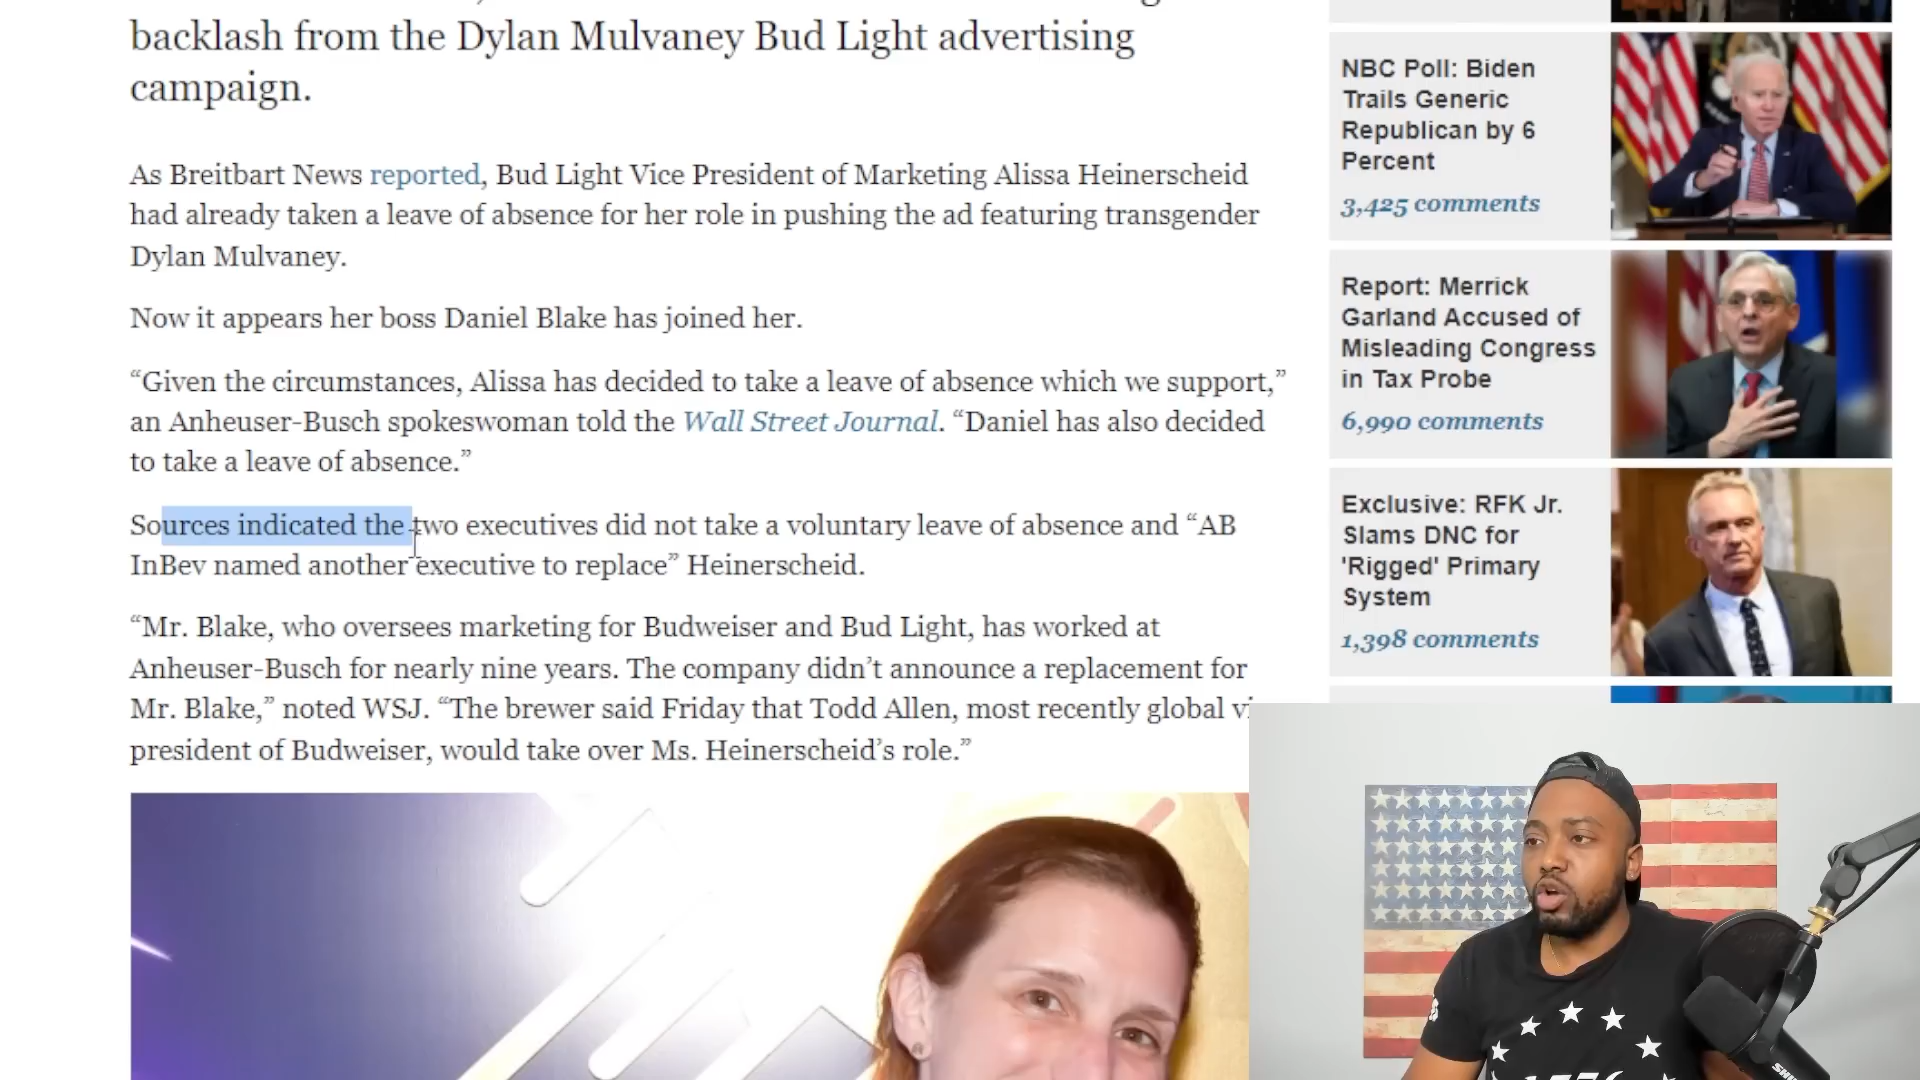 backlash from the Dylan Mulvaney Bud Light advertising
campaign.
As Breitbart News reported, Bud Light Vice President of Marketing Alissa Heinerscheid
had already taken a leave of absence for her role in pushing the ad featuring transgender
Dylan Mulvaney.
Now it appears her boss Daniel Blake has joined her.
“Given the circumstances, Alissa has decided to take a leave of absence which we support,”
an Anheuser-Busch spokeswoman told the Wall Street Journal. “Daniel has also decided
to take a leave of absence.”
Sources indicated the two executives did not take a voluntary leave of absence and “AB
InBev named another executive to replace” Heinerscheid.
“Mr. Blake, who oversees marketing for Budweiser and Bud Light, has worked at
Anheuser-Busch for nearly nine years. The company didn’t announce a replacement for
Mr. Blake,” noted WSJ. “The brewer said Friday that Todd Allen, most recently global vi
president of Budweiser, would take over Ms. Heinerscheid’s role.”
NBC Poll: Biden
Trails Generic
Republican by 6
Percent
3,425 comments
Report: Merrick
Garland Accused of
Misleading Congress
in Tax Probe
6,990 comments
Exclusive: RFK Jr.
Slams DNC for
'Rigged' Primary
System
1,398 comments